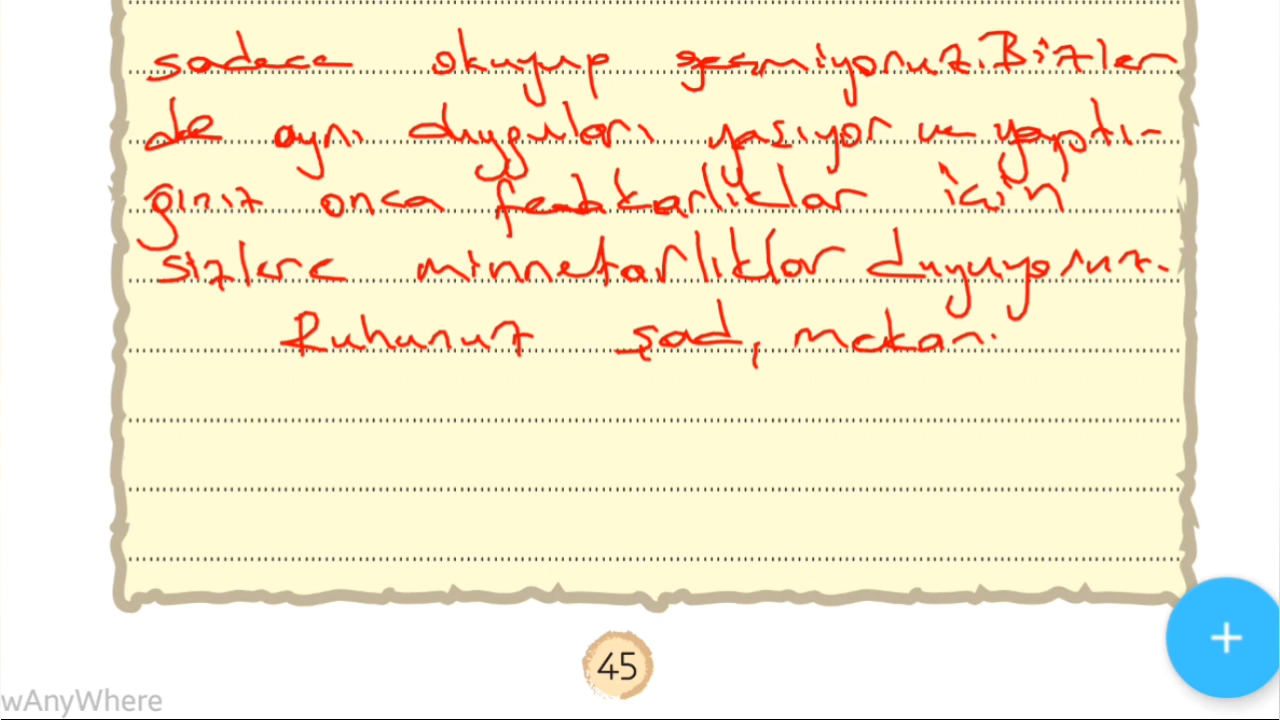 sadece okuyup geçmiyoruz. Bizler
de aynı duyguları yaşıyor ve yaptı-
ğınız onca fedakarlıklar için
sizlere minnetarlıklar duyuyoruz.
Ruhunuz şad, mekan
45
wAnyWhere
+